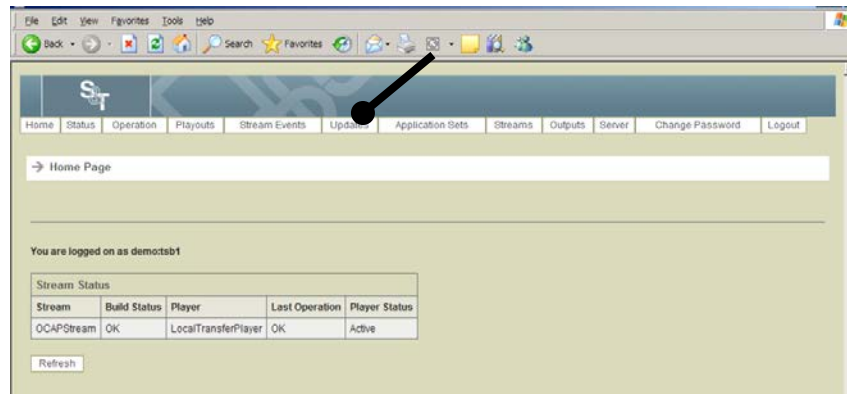 File Edit View Favorites Tools Help
Back Search Favorites
S&T
Home Status Operation Playouts Stream Events Updates Application Sets Streams Outputs Server Change Password Logout
→ Home Page
You are logged on as demo:tsb1
Stream Status
Stream Build Status Player Last Operation Player Status
OCAPStream OK LocalTransferPlayer OK Active
Refresh